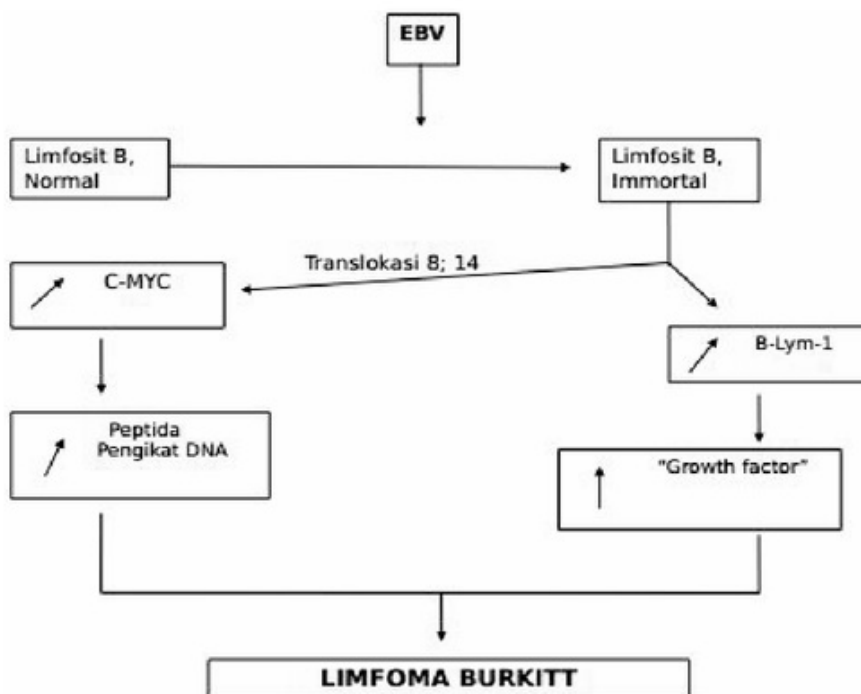 EBV
Limfosit B,
Normal
Limfosit B,
Immortal
Translokasi 8; 14
C-MYC
B-Lym-1
Peptida
Pengikat DNA
"Growth factor"
LIMFOMA BURKITT